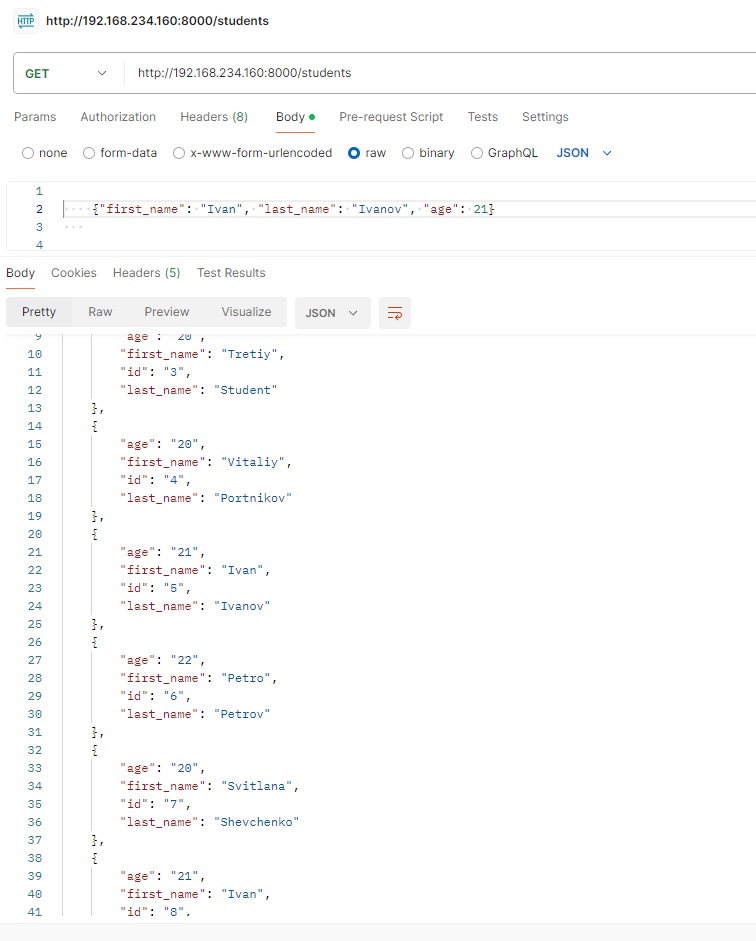 HTTP http://192.168.234.160:8000/students
GET http://192.168.234.160:8000/students
Params Authorization Headers (8) Body Pre-request Script Tests Settings
none form-data x-www-form-urlencoded raw binary GraphQL JSON
1
2 {"first_name": "Ivan", "last_name": "Ivanov", "age": 21}
3
4
Body Cookies Headers (5) Test Results
Pretty Raw Preview Visualize JSON
9 "age": "20",
10 "first_name": "Tretiy",
11 "id": "3",
12 "last_name": "Student"
13 },
14 {
15 "age": "20",
16 "first_name": "Vitaliy",
17 "id": "4",
18 "last_name": "Portnikov"
19 },
20 {
21 "age": "21",
22 "first_name": "Ivan",
23 "id": "5",
24 "last_name": "Ivanov"
25 },
26 {
27 "age": "22",
28 "first_name": "Petro",
29 "id": "6",
30 "last_name": "Petrov"
31 },
32 {
33 "age": "20",
34 "first_name": "Svitlana",
35 "id": "7",
36 "last_name": "Shevchenko"
37 },
38 {
39 "age": "21",
40 "first_name": "Ivan",
41 "id": "8",